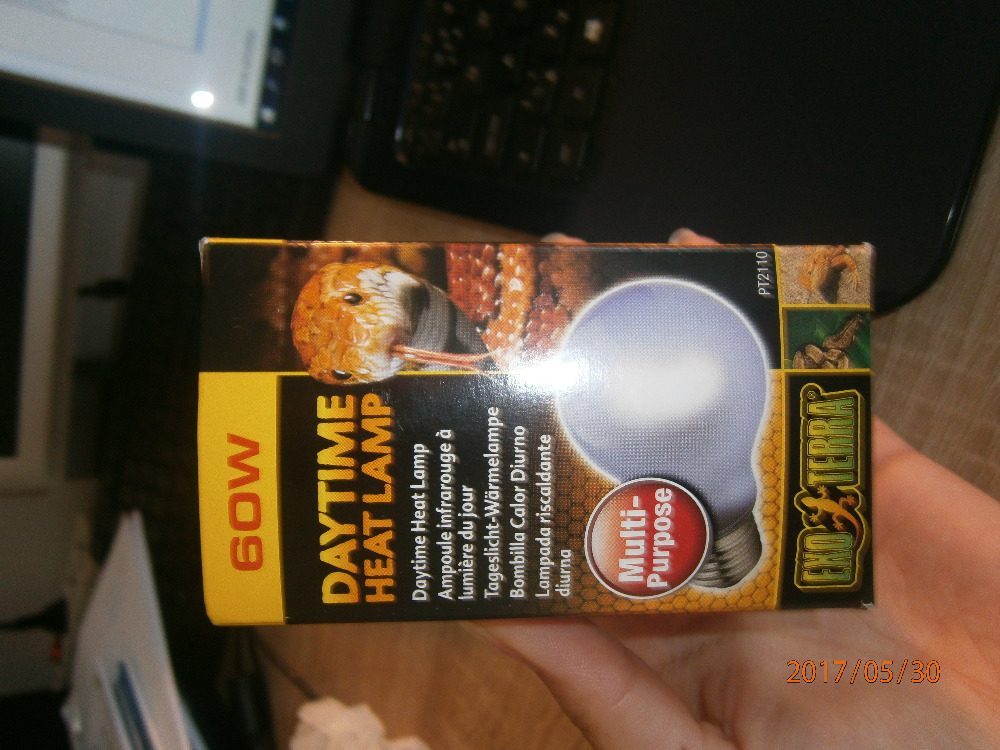 60W
DAYTIME
HEAT LAMP
Daytime Heat Lamp
Ampoule infrarouge à
lumière du jour
Tageslicht-Wärmelampe
Bombilla Calor Diurno
Lampada riscaldante
diurna
Multi-
Purpose
PT2110
EXO TERRA®
2017/05/30